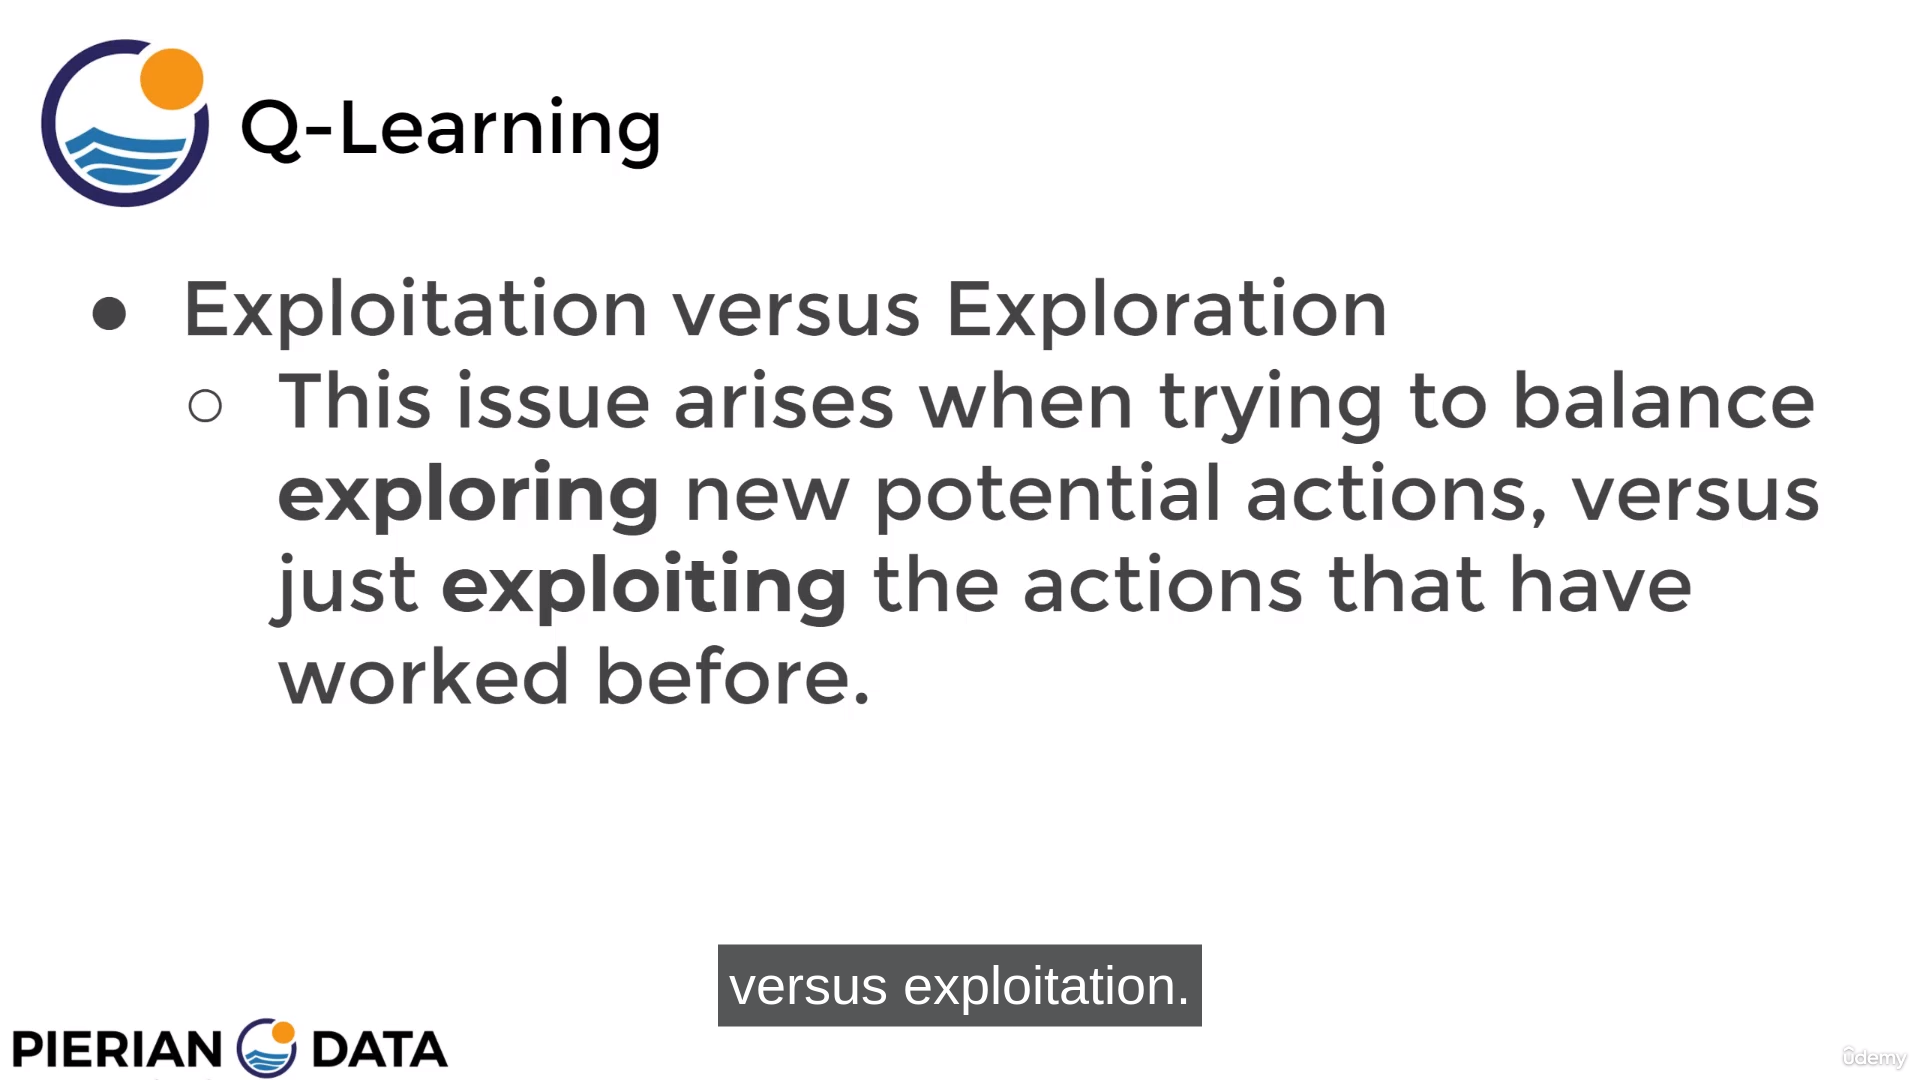 Q-Learning
● Exploitation versus Exploration
○ This issue arises when trying to balance
exploring new potential actions, versus
just exploiting the actions that have
worked before.
versus exploitation.
PIERIAN DATA
ûdemy